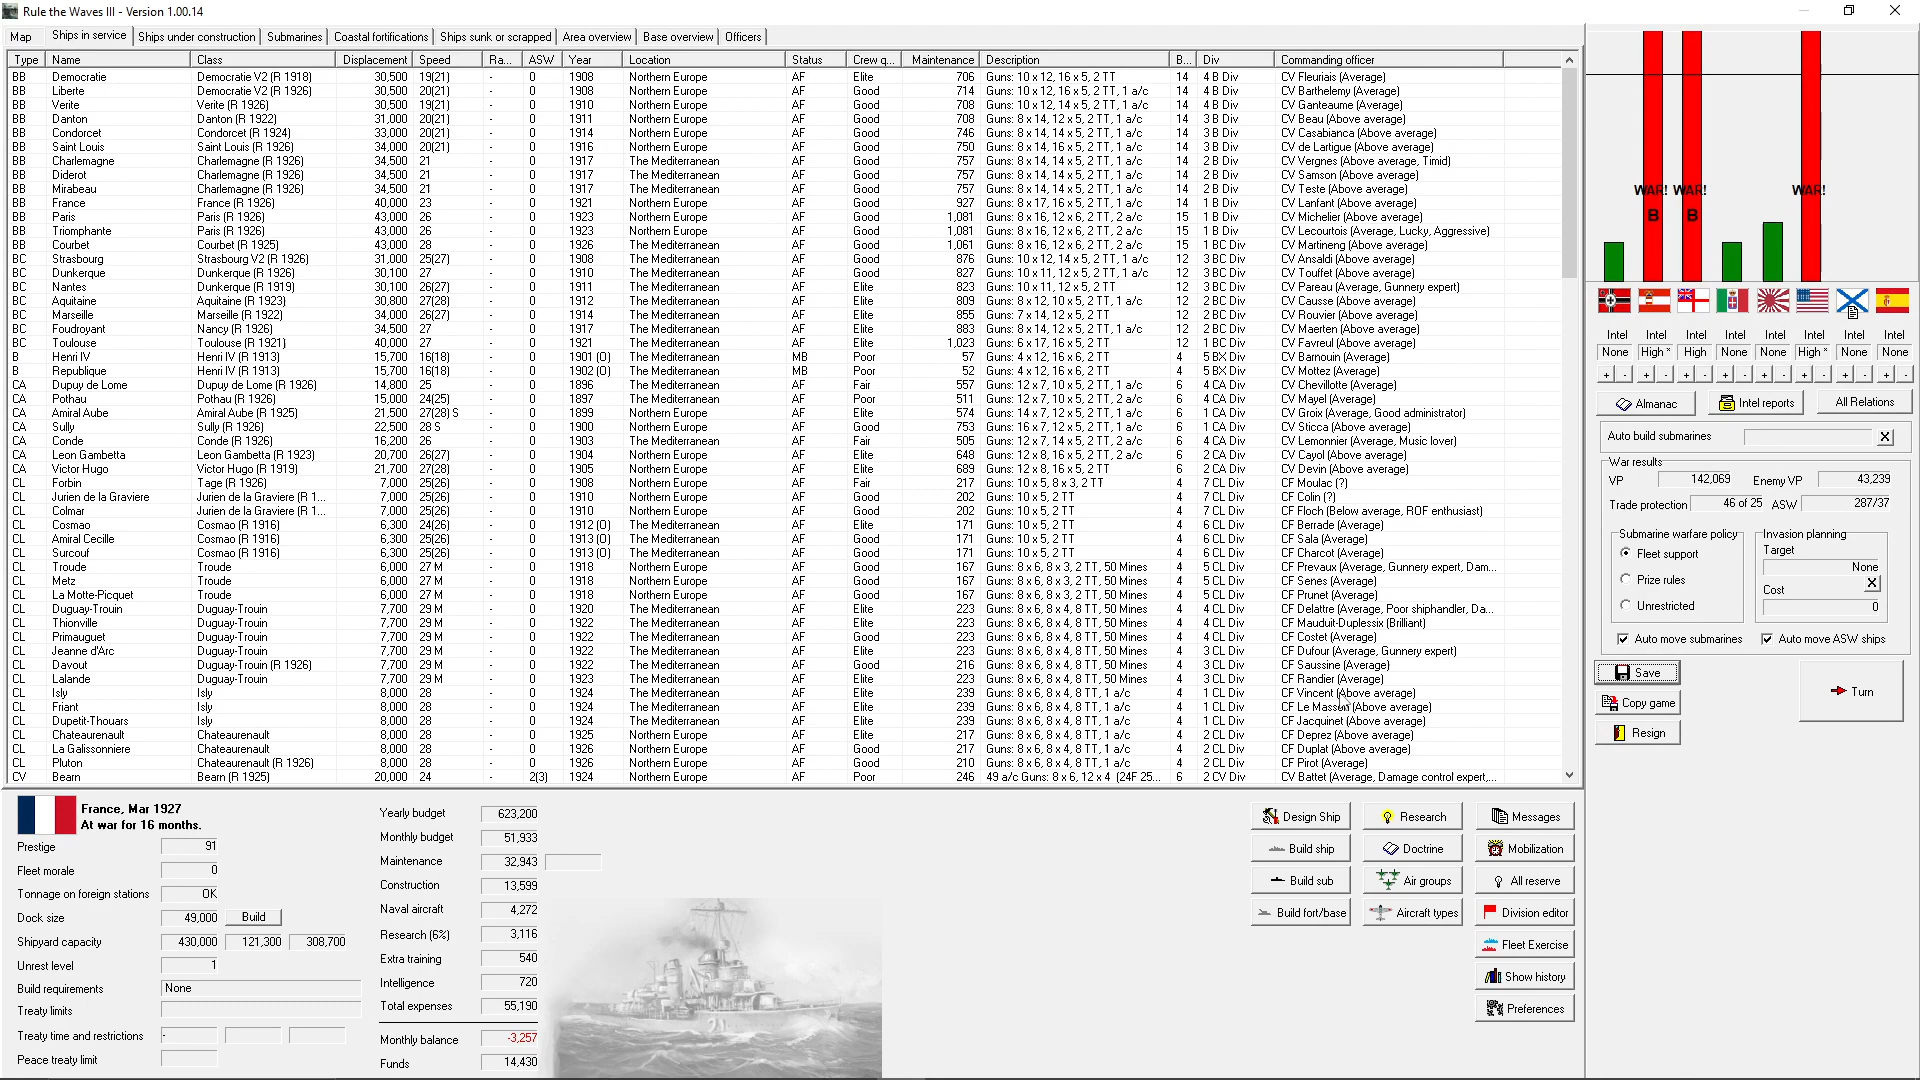 Rule the Waves III - Version 1.00.14
Map Ships in service Ships under construction Submarines Coastal fortifications Ships sunk or scrapped Area overview Base overview Officers
Type Name Class Displacement Speed Ra... ASW Year Location Status Crew q... Maintenance Description B... Div Commanding officer
BB Democratie Democratie V2 (R 1918) 30,500 19(21) - 0 1908 Northern Europe AF Elite 706 Guns: 10 x 12, 16 x 5, 2 TT 14 4 B Div CV Fleuriais (Average)
BB Liberte Democratie V2 (R 1926) 30,500 20(21) - 0 1908 Northern Europe AF Good 714 Guns: 10 x 12, 16 x 5, 2 TT, 1 a/c 14 4 B Div CV Barthelemy (Average)
BB Verite Verite (R 1926) 30,500 19(21) - 0 1910 Northern Europe AF Good 708 Guns: 10 x 12, 14 x 5, 2 TT, 1 a/c 14 4 B Div CV Ganteaume (Average)
BB Danton Danton (R 1922) 31,000 20(21) - 0 1911 Northern Europe AF Good 708 Guns: 8 x 14, 12 x 5, 2 TT, 1 a/c 14 3 B Div CV Beau (Above average)
BB Condorcet Condorcet (R 1924) 33,000 20(21) - 0 1914 Northern Europe AF Good 746 Guns: 8 x 14, 16 x 5, 2 TT, 1 a/c 14 3 B Div CV Casabianca (Above average)
BB Saint Louis Saint Louis (R 1926) 34,000 20(21) - 0 1916 Northern Europe AF Good 750 Guns: 8 x 14, 16 x 5, 2 TT, 1 a/c 14 3 B Div CV de Lartigue (Above average)
BB Charlemagne Charlemagne (R 1926) 34,500 21 - 0 1917 The Mediterranean AF Good 757 Guns: 8 x 14, 14 x 5, 2 TT, 1 a/c 14 2 B Div CV Vergnes (Above average, Timid)
BB Diderot Charlemagne (R 1926) 34,500 21 - 0 1917 The Mediterranean AF Good 757 Guns: 8 x 14, 14 x 5, 2 TT, 1 a/c 14 2 B Div CV Samson (Above average)
BB Mirabeau Charlemagne (R 1926) 34,500 21 - 0 1917 The Mediterranean AF Good 757 Guns: 8 x 14, 14 x 5, 2 TT, 1 a/c 14 2 B Div CV Teste (Above average)
BB France France (R 1926) 40,000 23 - 0 1921 Northern Europe AF Good 927 Guns: 8 x 17, 16 x 5, 2 TT, 1 a/c 14 1 B Div CV Lanfant (Above average)
BB Paris Paris (R 1926) 43,000 26 - 0 1923 Northern Europe AF Good 1,081 Guns: 8 x 16, 12 x 6, 2 TT, 2 a/c 15 1 B Div CV Michelier (Above average)
BB Triomphante Paris (R 1926) 43,000 26 - 0 1923 Northern Europe AF Good 1,081 Guns: 8 x 16, 12 x 6, 2 TT, 2 a/c 15 1 B Div CV Lecourtois (Average, Lucky, Aggressive)
BB Courbet Courbet (R 1925) 43,000 28 - 0 1926 The Mediterranean AF Good 1,061 Guns: 8 x 16, 12 x 6, 2 TT, 2 a/c 15 1 BC Div CV Martineng (Above average)
BC Strasbourg Strasbourg V2 (R 1926) 31,000 25(27) - 0 1908 The Mediterranean AF Elite 876 Guns: 10 x 12, 14 x 5, 2 TT, 1 a/c 12 3 BC Div CV Ansaldi (Above average)
BC Dunkerque Dunkerque (R 1926) 30,100 27 - 0 1910 The Mediterranean AF Good 827 Guns: 10 x 11, 12 x 5, 2 TT, 1 a/c 12 3 BC Div CV Touffet (Above average)
BC Nantes Dunkerque (R 1919) 30,100 26(27) - 0 1911 The Mediterranean AF Elite 823 Guns: 10 x 11, 12 x 5, 2 TT 12 3 BC Div CV Pareau (Average, Gunnery expert)
BC Aquitaine Aquitaine (R 1923) 30,800 27(28) - 0 1912 The Mediterranean AF Elite 809 Guns: 8 x 12, 10 x 5, 2 TT, 1 a/c 12 2 BC Div CV Causse (Above average)
BC Marseille Marseille (R 1922) 34,000 26(27) - 0 1914 The Mediterranean AF Elite 855 Guns: 7 x 14, 12 x 5, 2 TT 12 2 BC Div CV Rouvier (Above average)
BC Foudroyant Nancy (R 1926) 34,500 27 - 0 1917 The Mediterranean AF Elite 883 Guns: 8 x 14, 12 x 5, 2 TT, 1 a/c 12 2 BC Div CV Maerten (Above average)
BC Toulouse Toulouse (R 1921) 40,000 27 - 0 1921 The Mediterranean AF Elite 1,023 Guns: 6 x 17, 16 x 5, 2 TT 12 1 BC Div CV Favreul (Above average)
B Henri IV Henri IV (R 1913) 15,700 16(18) - 0 1901 (O) The Mediterranean MB Poor 57 Guns: 4 x 12, 16 x 6, 2 TT 4 5 BX Div CV Barnouin (Average)
B Republique Henri IV (R 1913) 15,700 16(18) - 0 1902 (O) The Mediterranean MB Poor 52 Guns: 4 x 12, 16 x 6, 2 TT 4 5 BX Div CV Mottez (Average)
CA Dupuy de Lome Dupuy de Lome (R 1926) 14,800 25 - 0 1896 The Mediterranean AF Fair 557 Guns: 12 x 7, 10 x 5, 2 TT, 1 a/c 6 4 CA Div CV Chevillotte (Average)
CA Pothau Pothau (R 1926) 15,000 24(25) - 0 1897 The Mediterranean AF Poor 511 Guns: 12 x 7, 12 x 5, 2 TT, 2 a/c 6 4 CA Div CV Mayel (Average)
CA Amiral Aube Amiral Aube (R 1925) 21,500 27(28) S - 0 1899 Northern Europe AF Elite 574 Guns: 14 x 7, 12 x 5, 2 TT, 1 a/c 6 1 CA Div CV Groix (Average, Good administrator)
CA Sully Sully (R 1926) 22,500 28 S - 0 1900 Northern Europe AF Good 753 Guns: 16 x 7, 12 x 5, 2 TT, 1 a/c 6 1 CA Div CV Sticca (Above average)
CA Conde Conde (R 1926) 16,200 26 - 0 1903 The Mediterranean AF Fair 505 Guns: 12 x 7, 14 x 5, 2 TT, 2 a/c 6 4 CA Div CV Lemonnier (Average, Music lover)
CA Leon Gambetta Leon Gambetta (R 1923) 20,700 26(27) - 0 1904 Northern Europe AF Elite 648 Guns: 12 x 8, 16 x 5, 2 TT, 2 a/c 6 2 CA Div CV Cayol (Above average)
CA Victor Hugo Victor Hugo (R 1919) 21,700 27(28) - 0 1905 Northern Europe AF Elite 689 Guns: 12 x 8, 16 x 5, 2 TT 6 2 CA Div CV Devin (Above average)
CL Forbin Tage (R 1926) 7,000 25(26) - 0 1908 Northern Europe AF Fair 217 Guns: 10 x 5, 8 x 3, 2 TT 4 7 CL Div CF Moulac (?)
CL Jurien de la Graviere Jurien de la Graviere (R 1... 7,000 25(26) - 0 1910 Northern Europe AF Good 202 Guns: 10 x 5, 2 TT 4 7 CL Div CF Colin (?)
CL Colmar Jurien de la Graviere (R 1... 7,000 25(26) - 0 1910 Northern Europe AF Good 202 Guns: 10 x 5, 2 TT 4 7 CL Div CF Floch (Below average, ROF enthusiast)
CL Cosmao Cosmao (R 1916) 6,300 24(26) - 0 1912 (O) The Mediterranean AF Elite 171 Guns: 10 x 5, 2 TT 4 6 CL Div CF Berrade (Average)
CL Amiral Cecille Cosmao (R 1916) 6,300 25(26) - 0 1913 (O) The Mediterranean AF Elite 171 Guns: 10 x 5, 2 TT 4 6 CL Div CF Sala (Average)
CL Surcouf Cosmao (R 1916) 6,300 25(26) - 0 1913 (O) The Mediterranean AF Good 171 Guns: 10 x 5, 2 TT 4 6 CL Div CF Charcot (Average)
CL Troude Troude 6,000 27 M - 0 1918 The Mediterranean AF Good 167 Guns: 8 x 6, 8 x 3, 2 TT, 50 Mines 4 5 CL Div CF Prevaux (Average, Gunnery expert, Dam...
CL Metz Troude 6,000 27 M - 0 1918 Northern Europe AF Good 167 Guns: 8 x 6, 8 x 3, 2 TT, 50 Mines 4 5 CL Div CF Senes (Average)
CL La Motte-Picquet Troude 6,000 27 M - 0 1918 Northern Europe AF Good 167 Guns: 8 x 6, 8 x 3, 2 TT, 50 Mines 4 5 CL Div CF Prunet (Average)
CL Duguay-Trouin Duguay-Trouin 7,700 29 M - 0 1920 The Mediterranean AF Elite 223 Guns: 8 x 6, 8 x 4, 8 TT, 50 Mines 4 4 CL Div CF Delattre (Average, Poor shiphandler, Da...
CL Thionville Duguay-Trouin 7,700 29 M - 0 1922 The Mediterranean AF Elite 223 Guns: 8 x 6, 8 x 4, 8 TT, 50 Mines 4 4 CL Div CF Mauduit-Duplessix (Brilliant)
CL Primauguet Duguay-Trouin 7,700 29 M - 0 1922 The Mediterranean AF Good 223 Guns: 8 x 6, 8 x 4, 8 TT, 50 Mines 4 4 CL Div CF Costet (Average)
CL Jeanne d'Arc Duguay-Trouin 7,700 29 M - 0 1922 The Mediterranean AF Elite 223 Guns: 8 x 6, 8 x 4, 8 TT, 50 Mines 4 3 CL Div CF Dufour (Average, Gunnery expert)
CL Davout Duguay-Trouin (R 1926) 7,700 29 M - 0 1922 The Mediterranean AF Good 216 Guns: 8 x 6, 8 x 4, 8 TT, 50 Mines 4 3 CL Div CF Saussine (Average)
CL Lalande Duguay-Trouin 7,700 29 M - 0 1923 The Mediterranean AF Elite 223 Guns: 8 x 6, 8 x 4, 8 TT, 50 Mines 4 3 CL Div CF Randier (Average)
CL Isly Isly 8,000 28 - 0 1924 The Mediterranean AF Elite 239 Guns: 8 x 6, 8 x 4, 8 TT, 1 a/c 4 1 CL Div CF Vincent (Above average)
CL Friant Isly 8,000 28 - 0 1924 The Mediterranean AF Elite 239 Guns: 8 x 6, 8 x 4, 8 TT, 1 a/c 4 1 CL Div CF Le Masson (Above average)
CL Dupetit-Thouars Isly 8,000 28 - 0 1924 The Mediterranean AF Elite 239 Guns: 8 x 6, 8 x 4, 8 TT, 1 a/c 4 1 CL Div CF Jacquinet (Above average)
CL Chateaurenault Chateaurenault 8,000 28 - 0 1925 Northern Europe AF Elite 217 Guns: 8 x 6, 8 x 4, 8 TT, 1 a/c 4 2 CL Div CF Deprez (Above average)
CL La Galissonniere Chateaurenault 8,000 28 - 0 1926 Northern Europe AF Good 217 Guns: 8 x 6, 8 x 4, 8 TT, 1 a/c 4 2 CL Div CF Duplat (Above average)
CL Pluton Chateaurenault (R 1926) 8,000 28 - 0 1926 Northern Europe AF Good 210 Guns: 8 x 6, 8 x 4, 8 TT, 1 a/c 4 2 CL Div CF Pirot (Average)
CV Bearn Bearn (R 1925) 20,000 24 - 2(3) 1924 Northern Europe AF Poor 246 49 a/c Guns: 8 x 6, 12 x 4 (24F 25... 6 2 CV Div CV Battet (Average, Damage control expert,...
WAR! WAR! WAR!
B B
Intel Intel Intel Intel Intel Intel Intel Intel
None High * High None None High * None None
+ - + - + - + - + - + - + - + -
Almanac Intel reports All Relations
Auto build submarines X
War results
VP 142,069 Enemy VP 43,239
Trade protection 46 of 25 ASW 287/37
Submarine warfare policy
Fleet support
Prize rules
Unrestricted
Invasion planning
Target
None
X
Cost
0
Auto move submarines Auto move ASW ships
Save
Copy game
Resign
Turn
France, Mar 1927
At war for 16 months.
Prestige 91
Fleet morale 0
Tonnage on foreign stations OK
Dock size 49,000 Build
Shipyard capacity 430,000 121,300 308,700
Unrest level 1
Build requirements None
Treaty limits
Treaty time and restrictions -
Peace treaty limit
Yearly budget 623,200
Monthly budget 51,933
Maintenance 32,943
Construction 13,599
Naval aircraft 4,272
Research (6%) 3,116
Extra training 540
Intelligence 720
Total expenses 55,190
Monthly balance -3,257
Funds 14,430
Design Ship Research Messages
Build ship Doctrine Mobilization
Build sub Air groups All reserve
Build fort/base Aircraft types Division editor
Fleet Exercise
Show history
Preferences